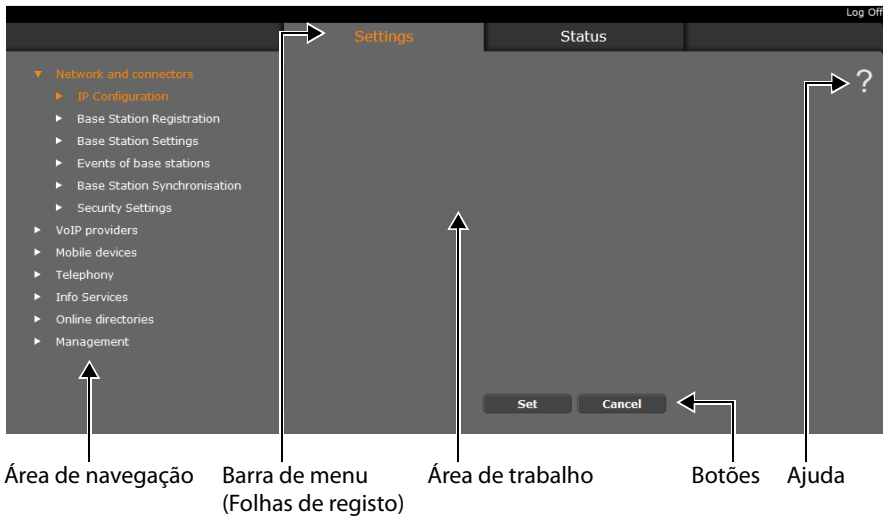 Log Off
Settings
Status
Network and connectors
IP Configuration
Base Station Registration
Base Station Settings
Events of base stations
Base Station Synchronisation
Security Settings
VoIP providers
Mobile devices
Telephony
Info Services
Online directories
Management
?
Set
Cancel
Área de navegação
Barra de menu
(Folhas de registo)
Área de trabalho
Botões
Ajuda